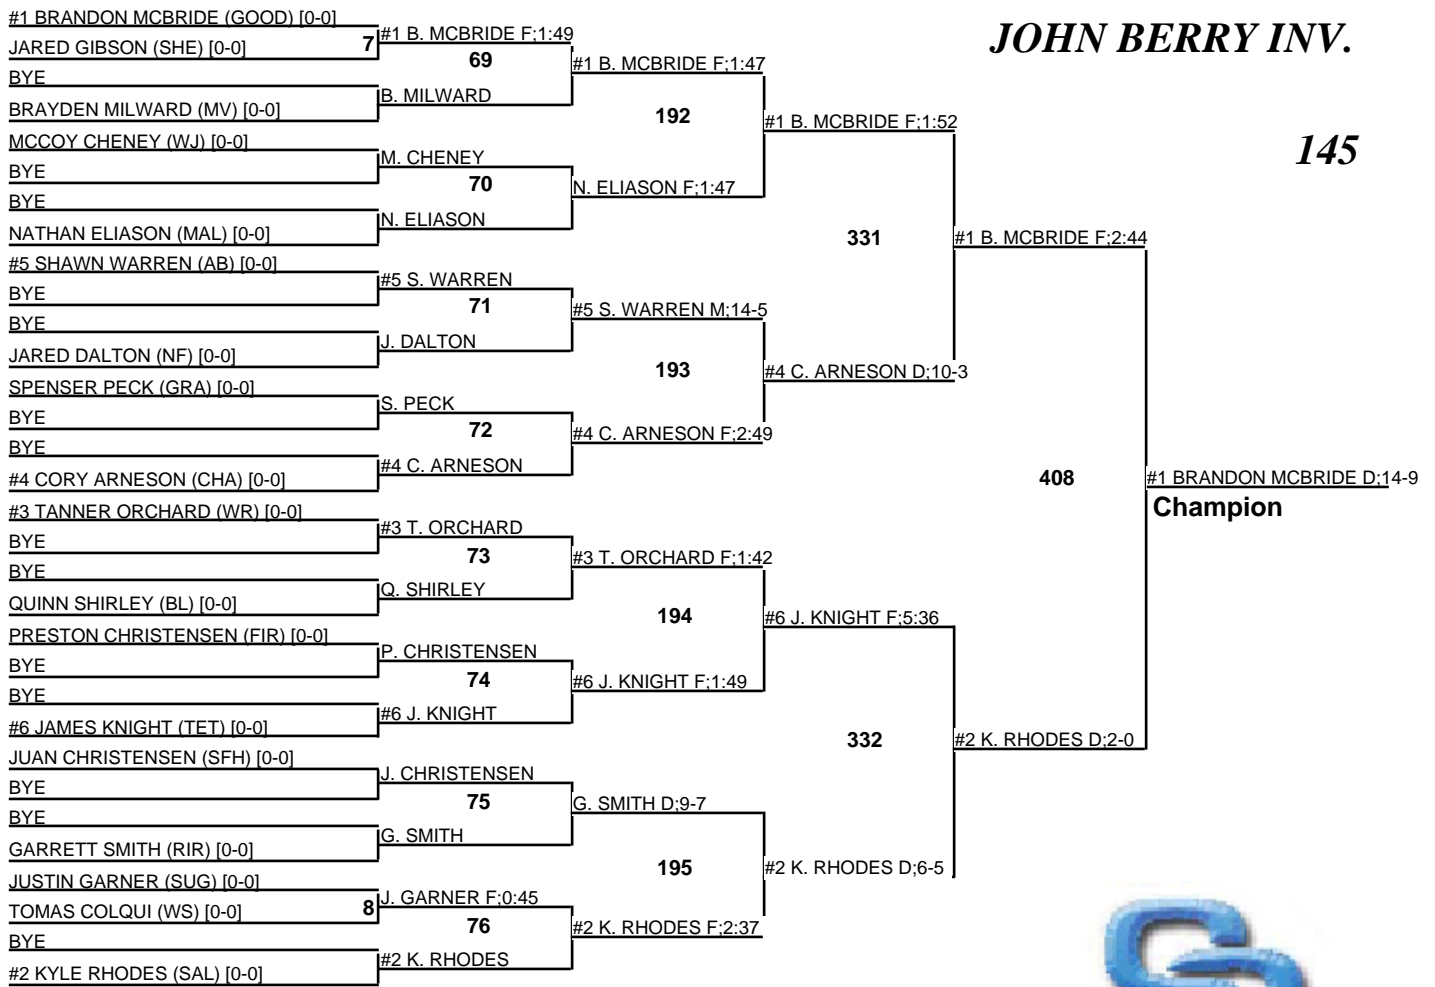 JOHN BERRY INV.
145
#1 BRANDON MCBRIDE (GOOD) [0-0]
JARED GIBSON (SHE) [0-0]
BYE
BRAYDEN MILWARD (MV) [0-0]
MCCOY CHENEY (WJ) [0-0]
BYE
BYE
NATHAN ELIASON (MAL) [0-0]
#5 SHAWN WARREN (AB) [0-0]
BYE
BYE
JARED DALTON (NF) [0-0]
SPENSER PECK (GRA) [0-0]
BYE
BYE
#4 CORY ARNESON (CHA) [0-0]
#3 TANNER ORCHARD (WR) [0-0]
BYE
BYE
QUINN SHIRLEY (BL) [0-0]
PRESTON CHRISTENSEN (FIR) [0-0]
BYE
BYE
#6 JAMES KNIGHT (TET) [0-0]
JUAN CHRISTENSEN (SFH) [0-0]
BYE
BYE
GARRETT SMITH (RIR) [0-0]
JUSTIN GARNER (SUG) [0-0]
TOMAS COLQUI (WS) [0-0]
BYE
#2 KYLE RHODES (SAL) [0-0]
7
8
#1 B. MCBRIDE F;1:49
69
B. MILWARD
M. CHENEY
70
N. ELIASON
#5 S. WARREN
71
J. DALTON
S. PECK
72
#4 C. ARNESON
#3 T. ORCHARD
73
Q. SHIRLEY
P. CHRISTENSEN
74
#6 J. KNIGHT
J. CHRISTENSEN
75
G. SMITH
J. GARNER F;0:45
76
#2 K. RHODES
#1 B. MCBRIDE F;1:47
192
N. ELIASON F;1:47
#5 S. WARREN M;14-5
193
#4 C. ARNESON F;2:49
#3 T. ORCHARD F;1:42
194
#6 J. KNIGHT F;1:49
G. SMITH D;9-7
195
#2 K. RHODES F;2:37
#1 B. MCBRIDE F;1:52
331
#4 C. ARNESON D;10-3
#6 J. KNIGHT F;5:36
332
#2 K. RHODES D;6-5
#1 B. MCBRIDE F;2:44
408
#2 K. RHODES D;2-0
#1 BRANDON MCBRIDE D;14-9
Champion